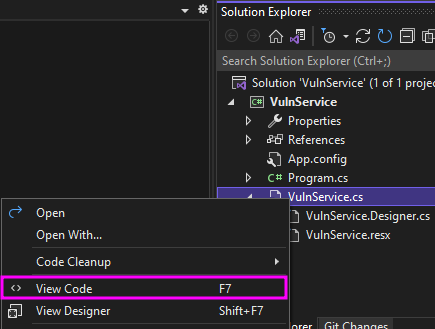 Solution Explorer
Search Solution Explorer (Ctrl+;)
Solution 'VulnService' (1 of 1 projec
C# VulnService
Properties
References
App.config
C# Program.cs
VulnService.cs
VulnService.Designer.cs
VulnService.resx
Open
Open With...
Code Cleanup
View Code F7
View Designer Shift+F7
orer Git Changes